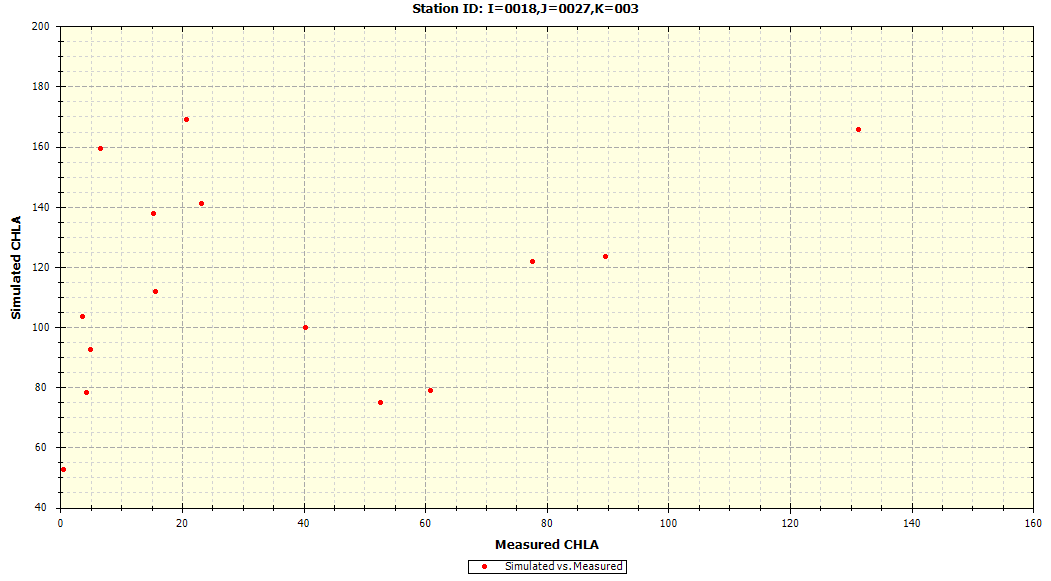 Station ID: I=0018,J=0027,K=003
200
180
160
140
120
100
80
60
40
Simulated CHLA
0 20 40 60 80 100 120 140 160
Measured CHLA
Simulated vs. Measured